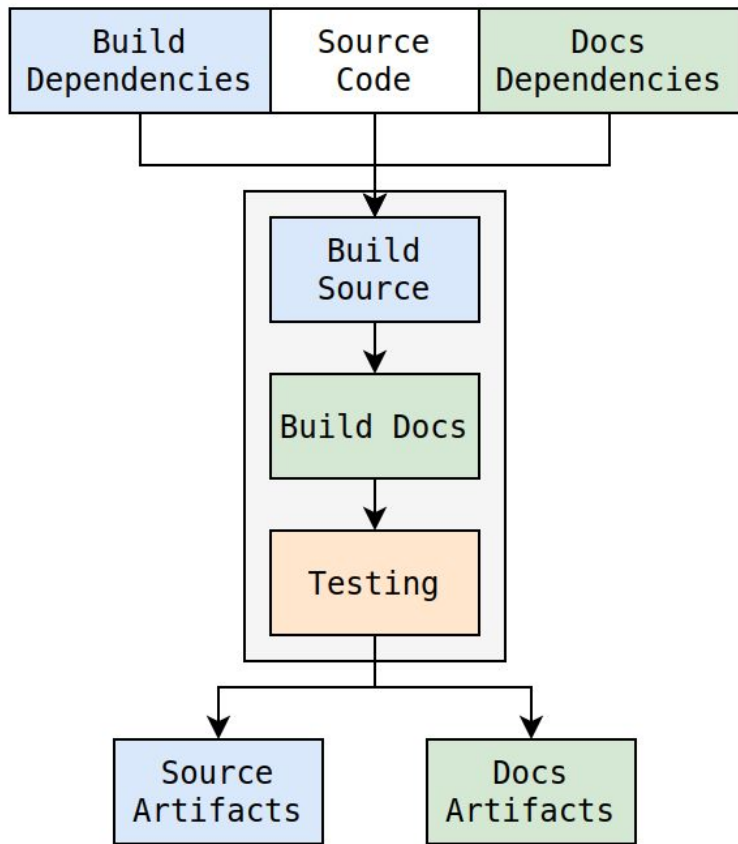 Build
Dependencies
Source
Code
Docs
Dependencies
Build
Source
Build Docs
Testing
Source
Artifacts
Docs
Artifacts